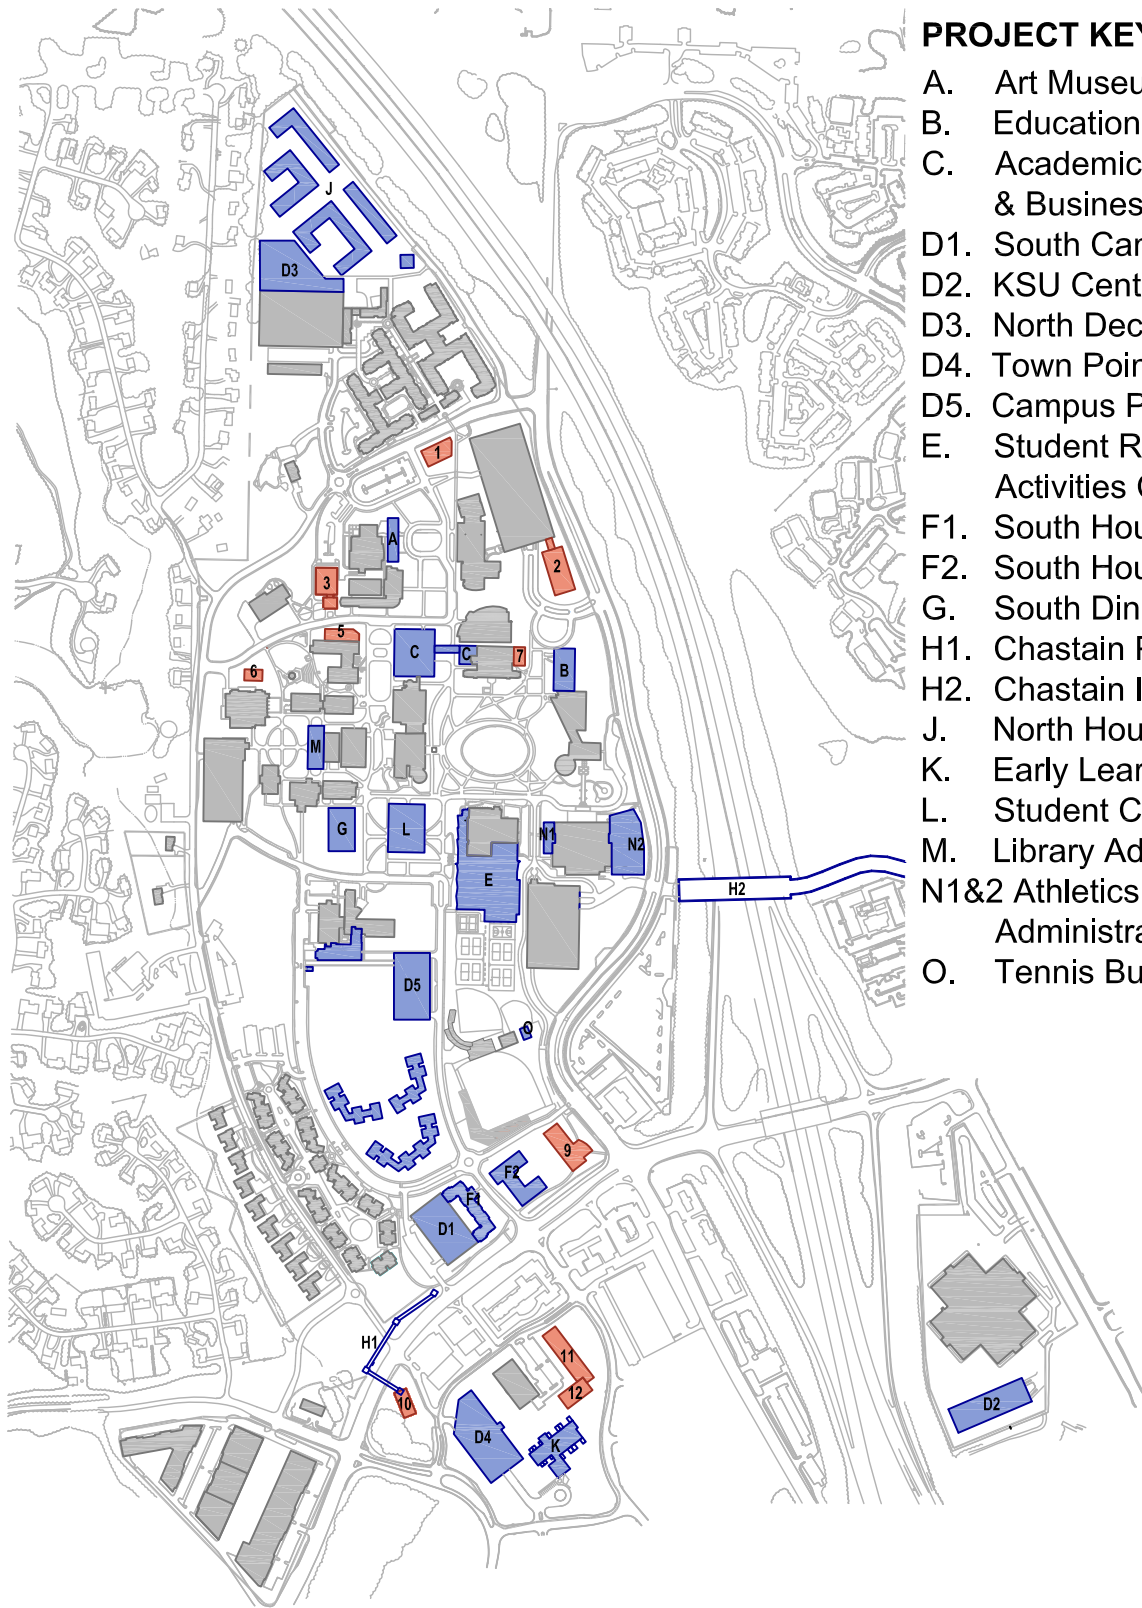 PROJECT KEY
A. Art Museu
B. Education
C. Academic
& Busines
D1. South Car
D2. KSU Cent
D3. North Dec
D4. Town Poin
D5. Campus P
E. Student R
Activities C
F1. South Hou
F2. South Hou
G. South Din
H1. Chastain P
H2. Chastain I
J. North Hou
K. Early Lear
L. Student C
M. Library Ad
N1&2 Athletics
Administra
O. Tennis Bu
J
D3
1
A
2
3
5
C
C
7
B
6
M
G
L
N1
N2
E
H2
D5
O
9
F2
F1
D1
H1
11
12
10
D4
K
D2